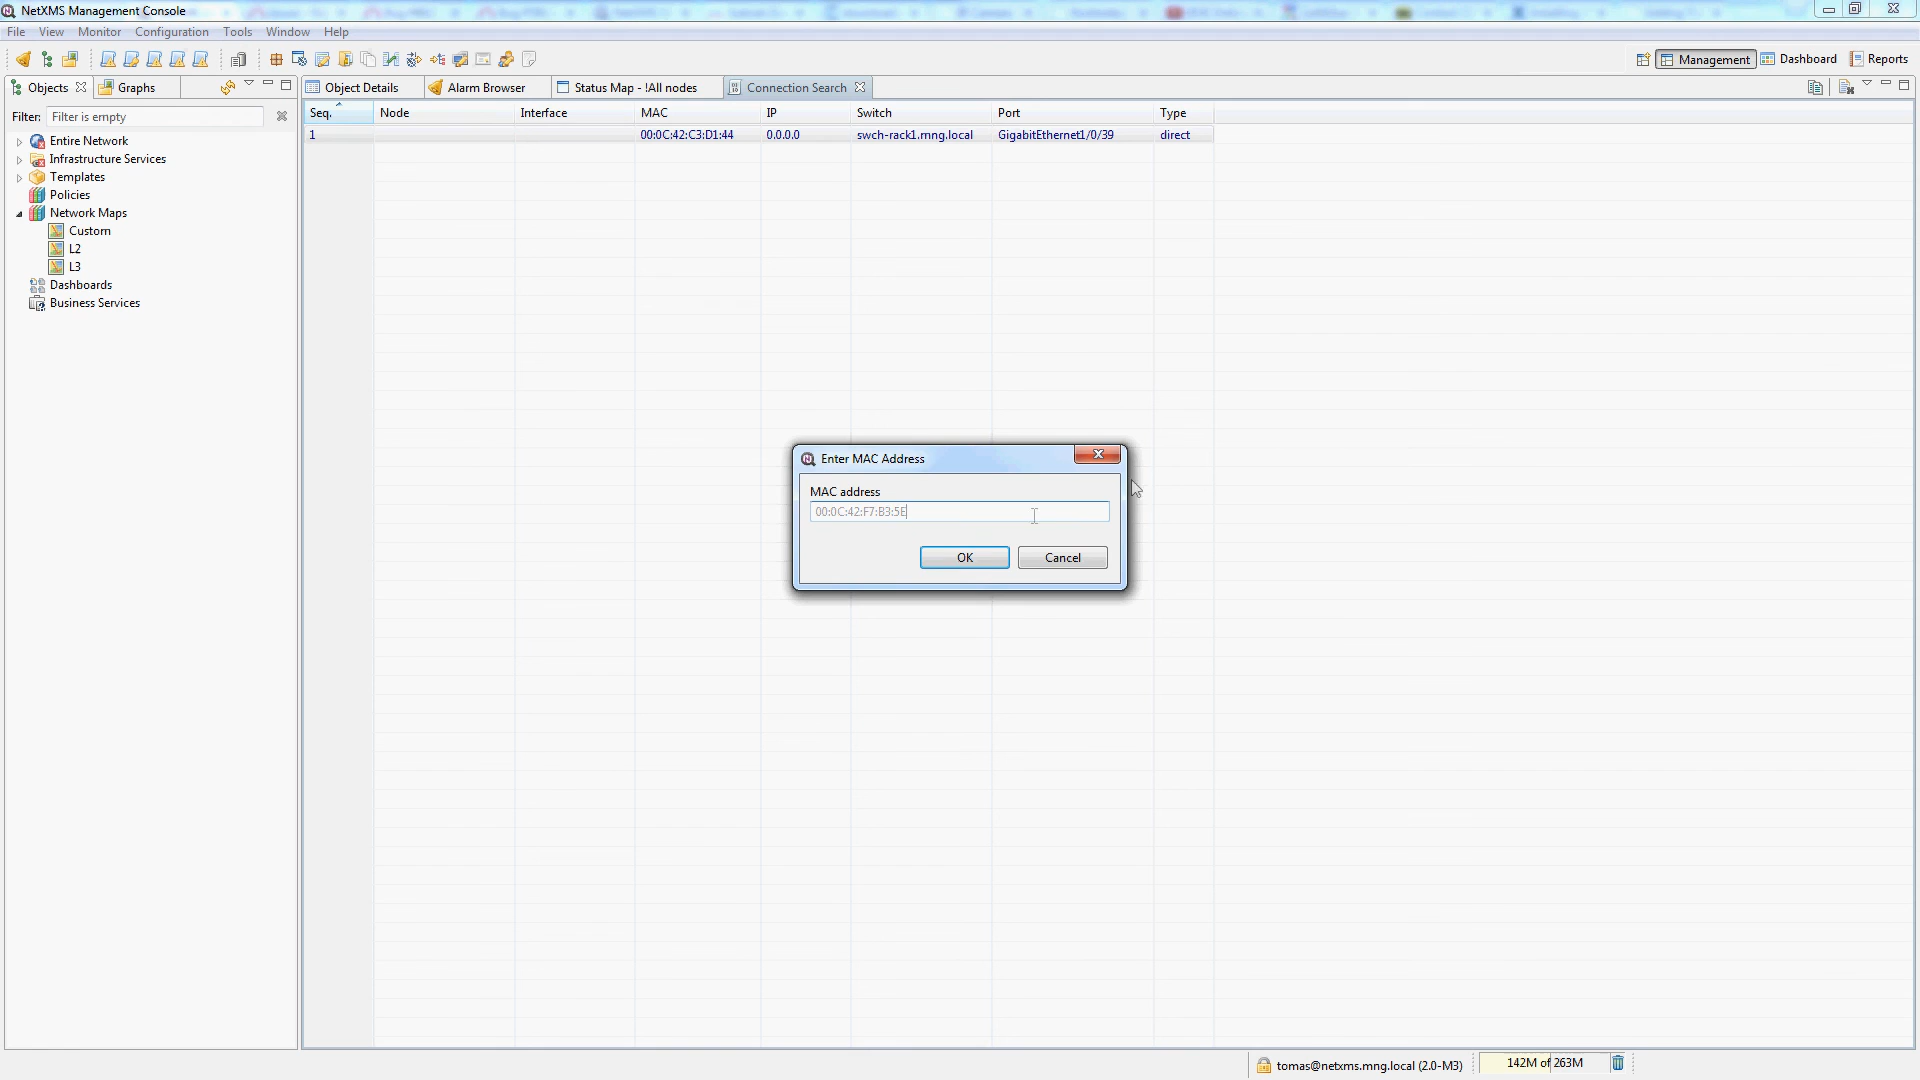 NetXMS Management Console
File View Monitor Configuration Tools Window Help
Management Dashboard Reports
Objects Graphs
Object Details Alarm Browser Status Map - !All nodes Connection Search
Filter: Filter is empty
Seq. Node Interface MAC IP Switch Port Type
1 00:0C:42:C3:D1:44 0.0.0.0 swch-rack1.mng.local GigabitEthernet1/0/39 direct
Entire Network
Infrastructure Services
Templates
Policies
Network Maps
Custom
L2
L3
Dashboards
Business Services
Enter MAC Address
MAC address
00:0C:42:F7:B3:5E
OK Cancel
tomas@netxms.mng.local (2.0-M3) 142M of 263M